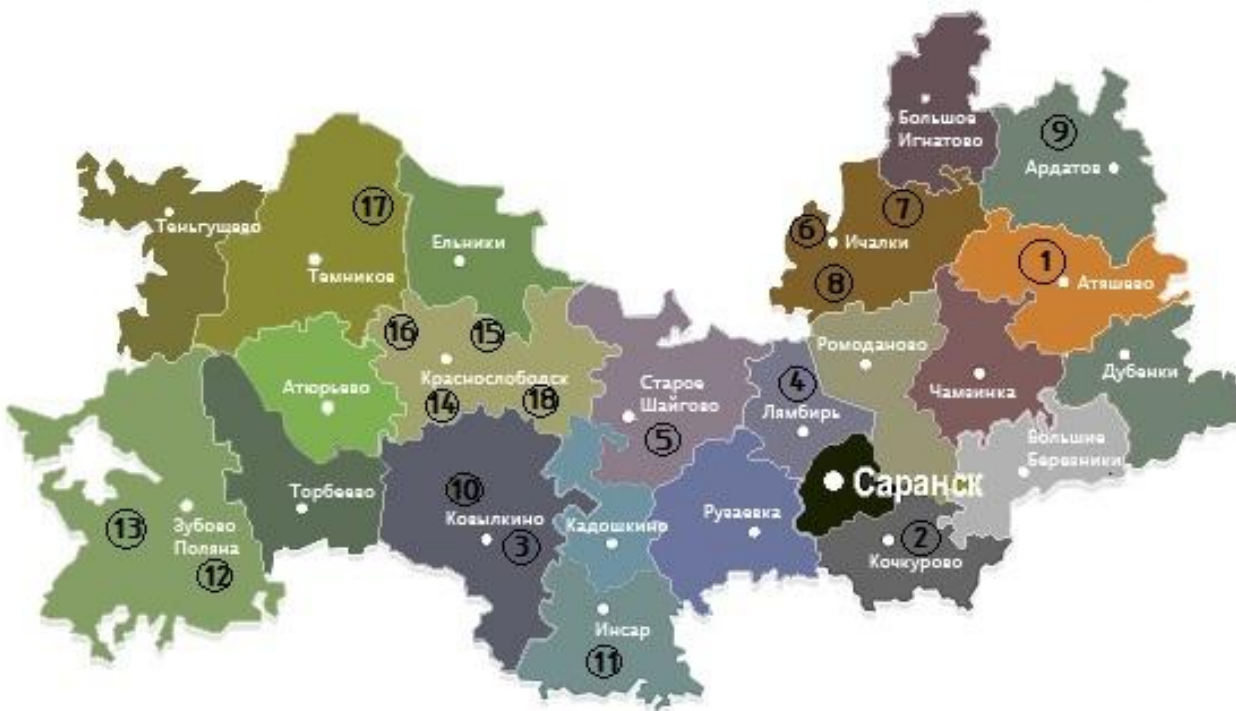 Большое
Игнатово
9
Ардатов
17
7
Теньгушево
6
Ичалки
Ельники
1
Темников
8
Атяшево
16
15
Ромоданово
Краснослободск
Старое
Шайгово
4
Чамзинка
Дубенки
Атюрьево
14
18
Лямбирь
5
Большие
Березники
10
Саранск
13
Зубово
Поляна
Торбеево
Ковылкино
3
Кадошкино
Рузаевка
2
Кочкурово
12
Инсар
11